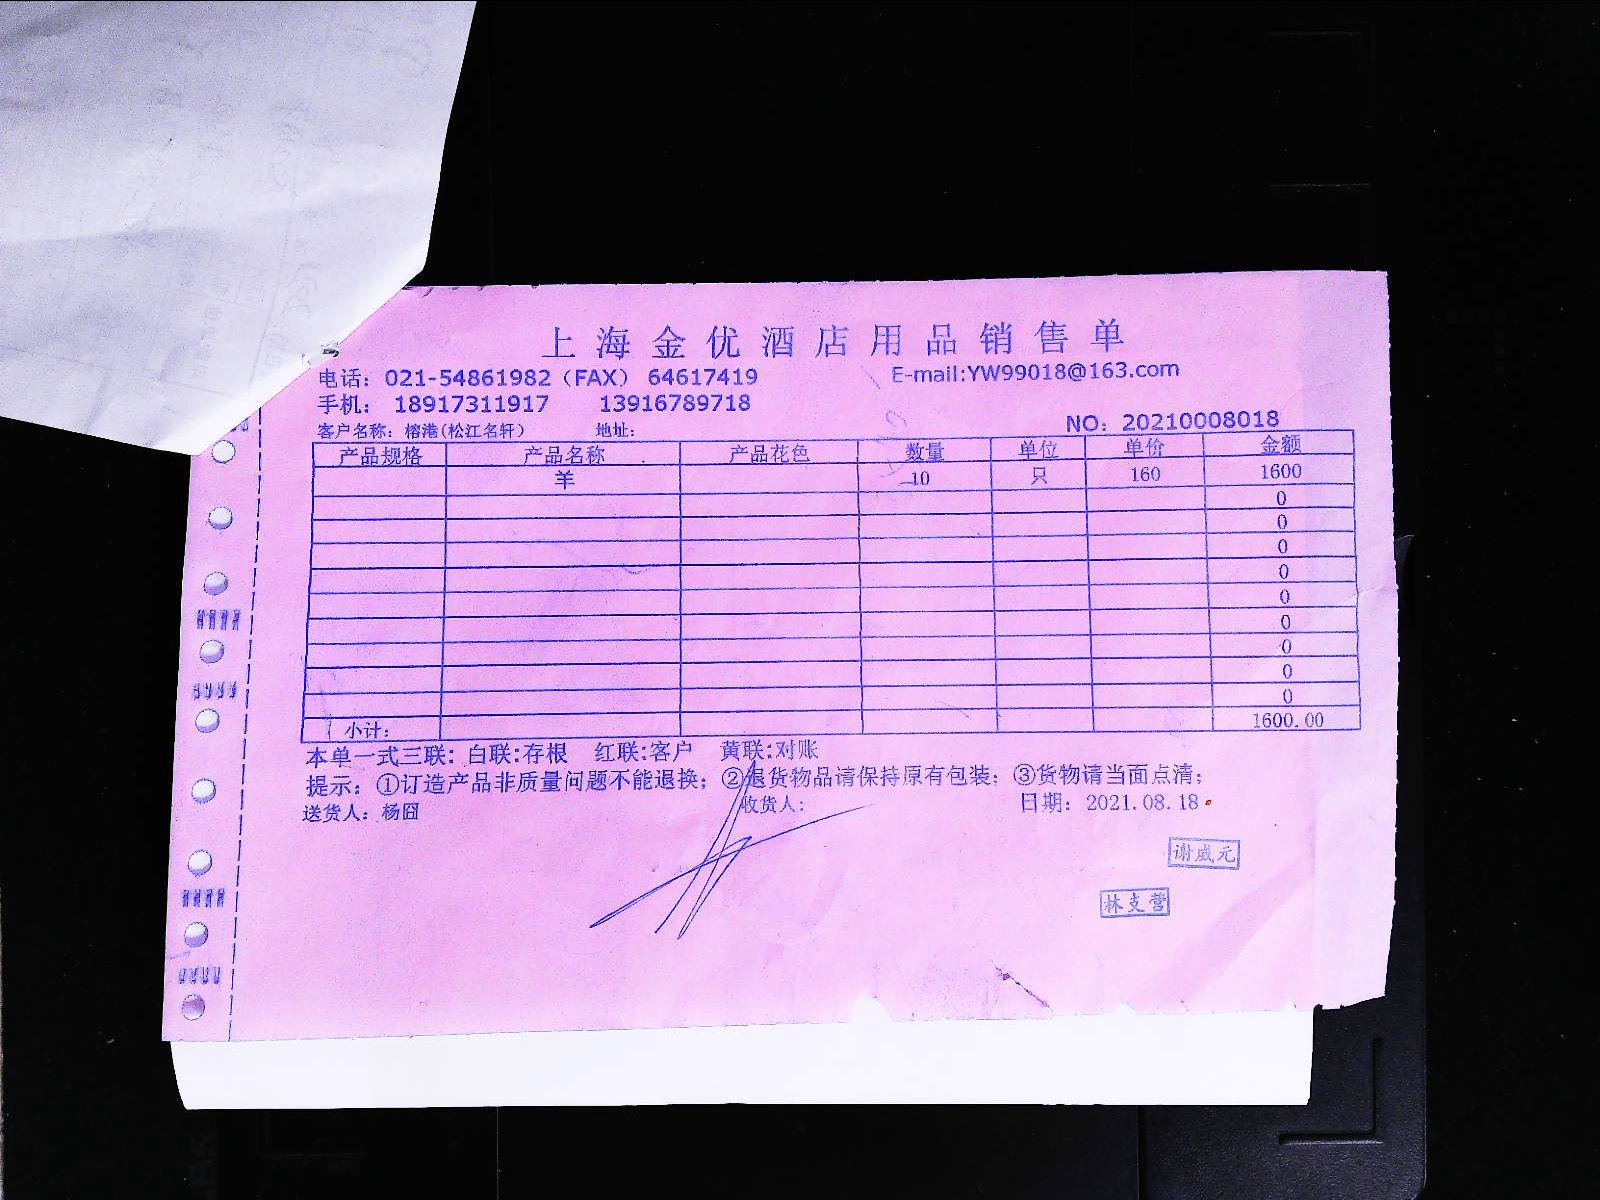 上海金优酒店用品销售单
电话：021-54861982（FAX） 64617419 E-mail:YW99018@163.com
手机： 18917311917 13916789718
NO：20210008018
客户名称：榕港(松江名轩) 地址：
产品规格 产品名称 产品花色 数量 单位 单价 金额
羊 10 只 160 1600
0
0
0
0
0
0
0
0
0
小计： 1600.00
本单一式三联：白联:存根 红联:客户 黄联:对账
提示：①订造产品非质量问题不能退换；②退货物品请保持原有包装；③货物请当面点清；
送货人：杨囧 收货人： 日期：2021.08.18
谢威元
林支营